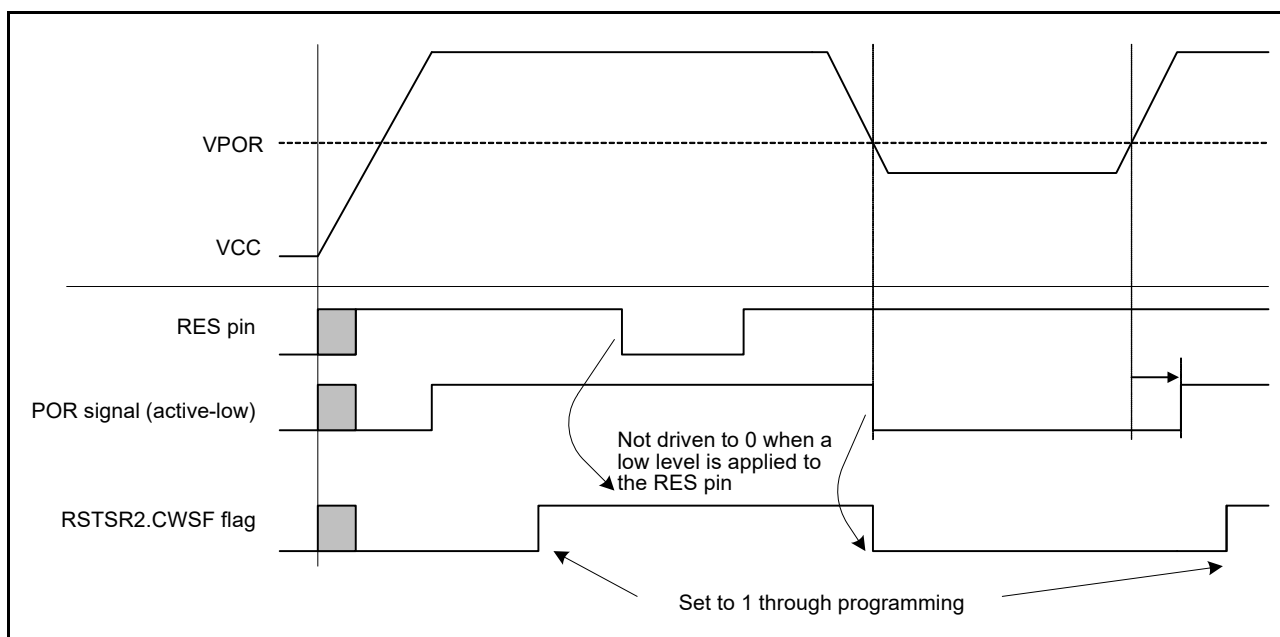 VPOR
VCC
RES pin
POR signal (active-low)
Not driven to 0 when a
low level is applied to
the RES pin
RSTSR2.CWSF flag
Set to 1 through programming